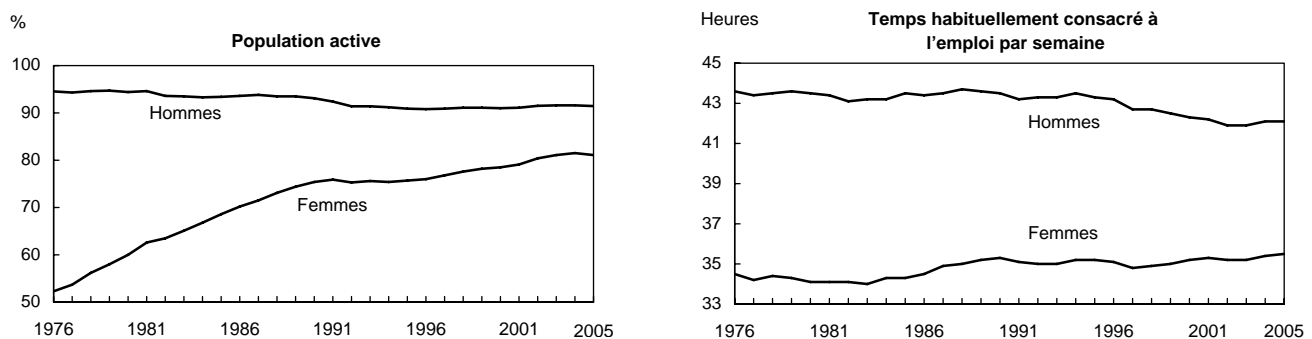 %
Population active
100
90
80
70
60
50
Hommes
Femmes
1976 1981 1986 1991 1996 2001 2005
Heures
Temps habituellement consacré à
l'emploi par semaine
45
43
41
39
37
35
33
Hommes
Femmes
1976 1981 1986 1991 1996 2001 2005